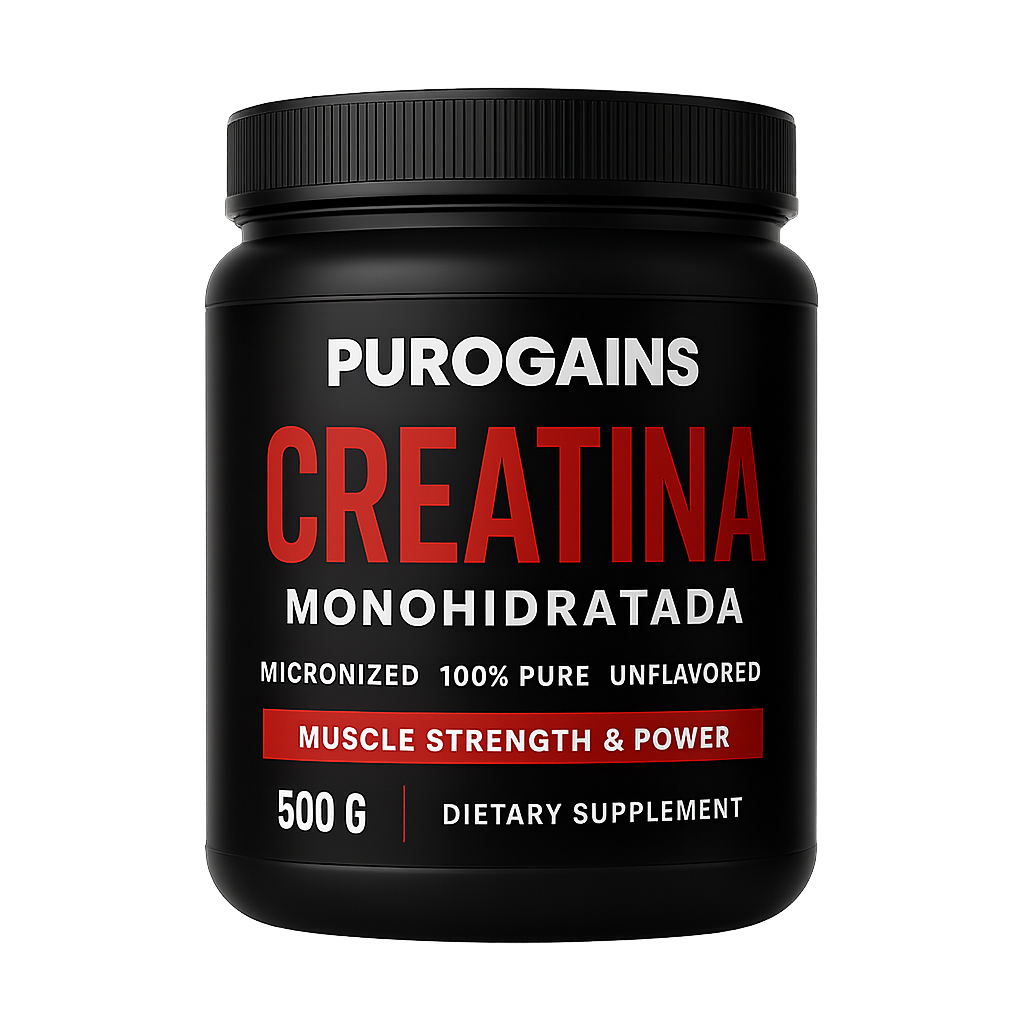 PUROGAINS
CREATINA
MONOHIDRATADA
MICRONIZED 100% PURE UNFLAVORED
MUSCLE STRENGTH & POWER
500 G DIETARY SUPPLEMENT